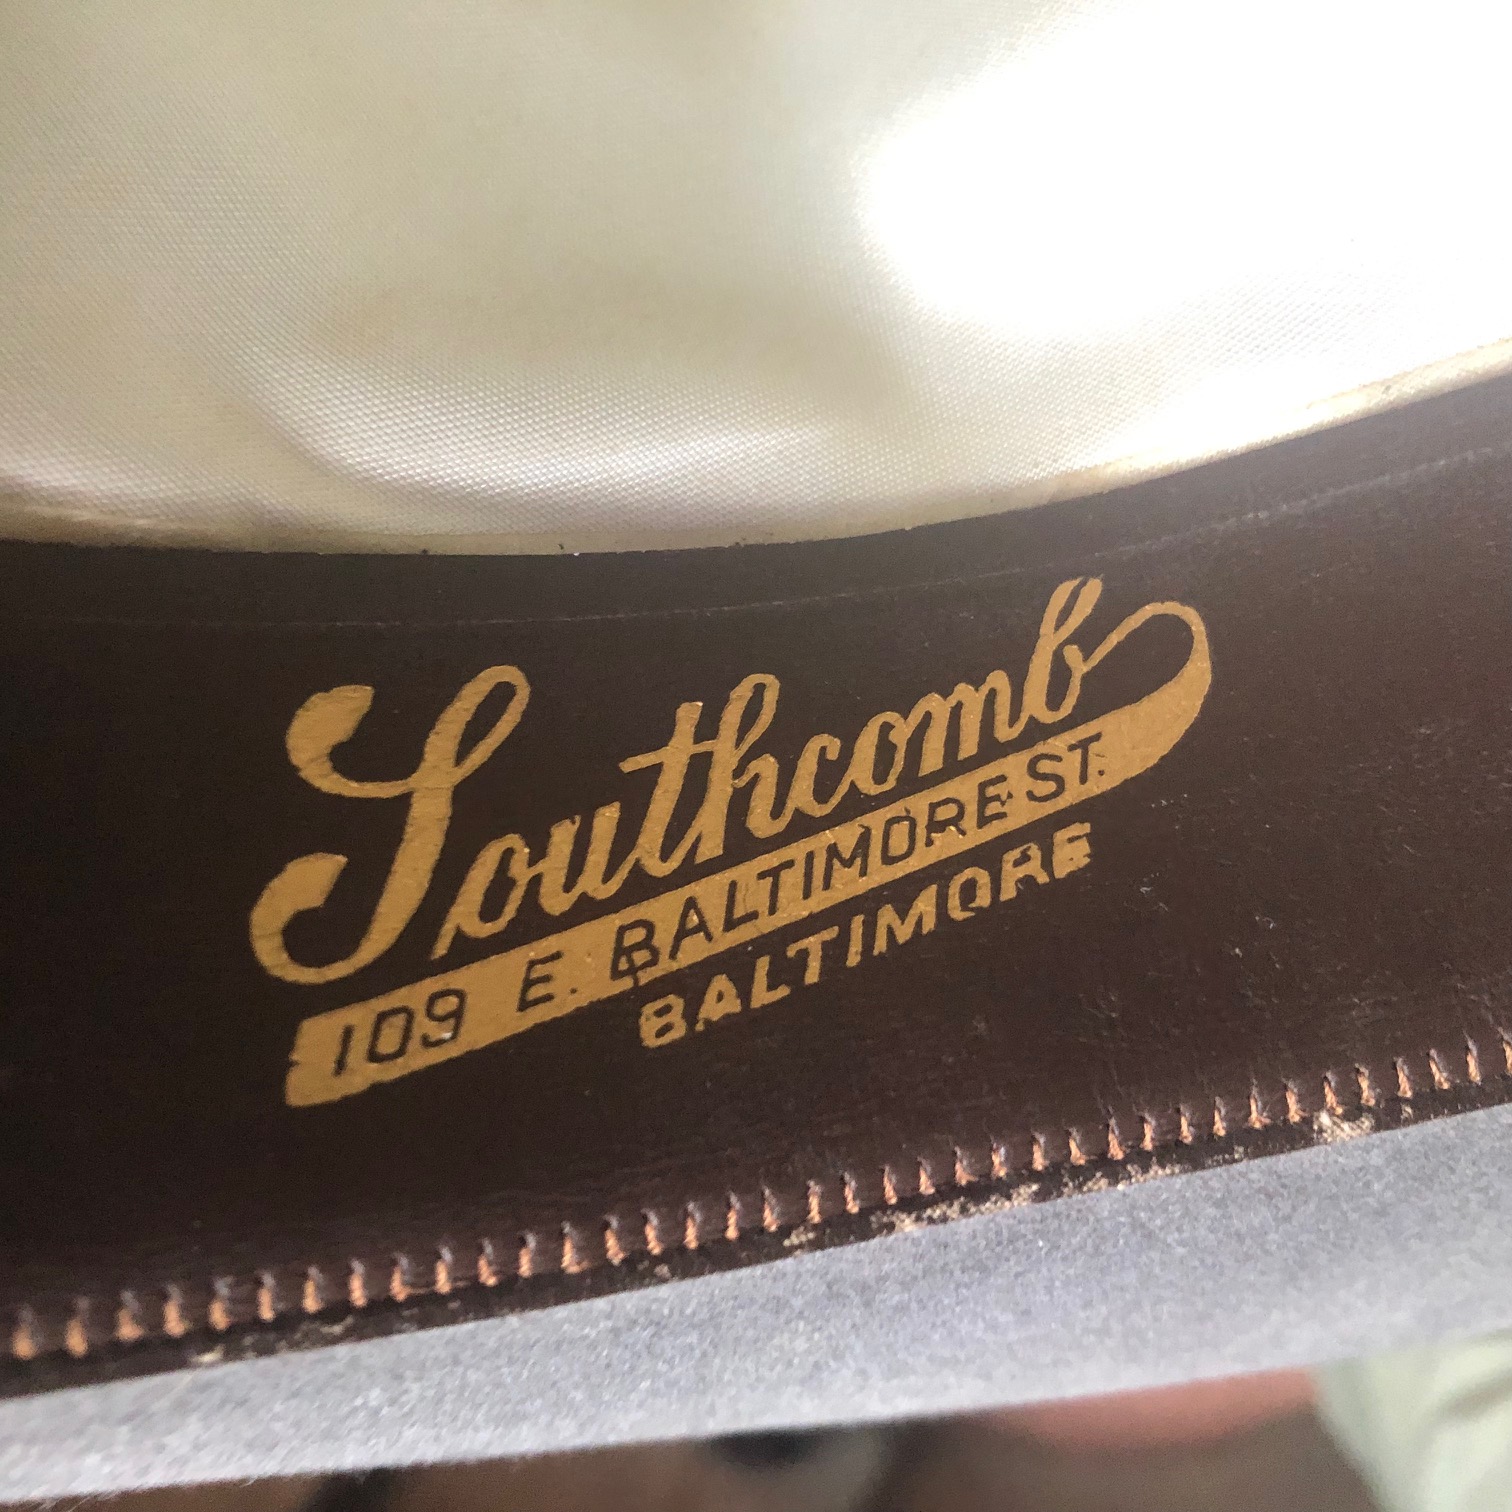 Southcomb
109 E. BALTIMORE ST.
BALTIMORE